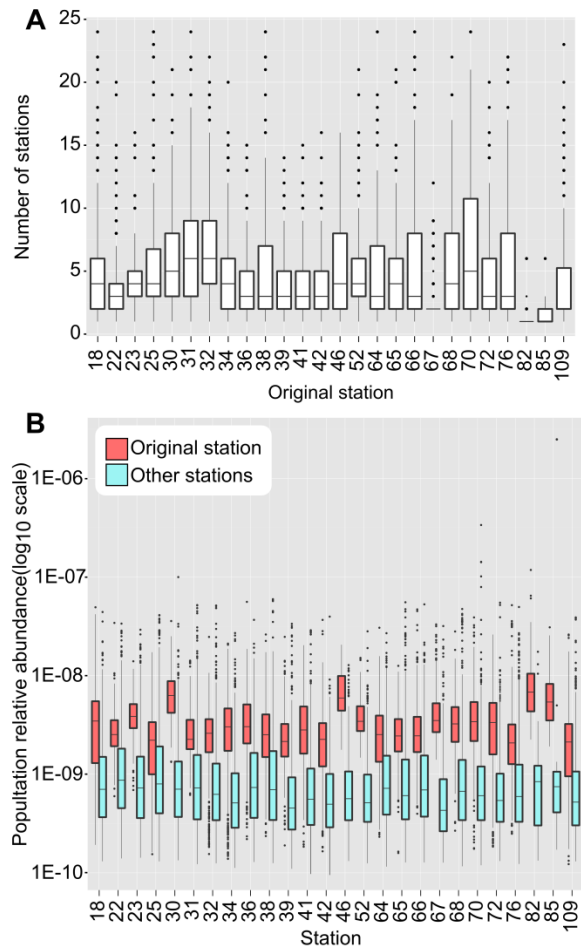 A
25
20
15
10
5
0
Number of stations
18 22 23 25 30 31 32 34 36 38 39 41 42 46 52 64 65 66 67 68 70 72 76 82 85 109
Original station
B
Original station
Other stations
1E-06
1E-07
1E-08
1E-09
1E-10
Popultation relative abundance(log10 scale)
18 22 23 25 30 31 32 34 36 38 39 41 42 46 52 64 65 66 67 68 70 72 76 82 85 109
Station